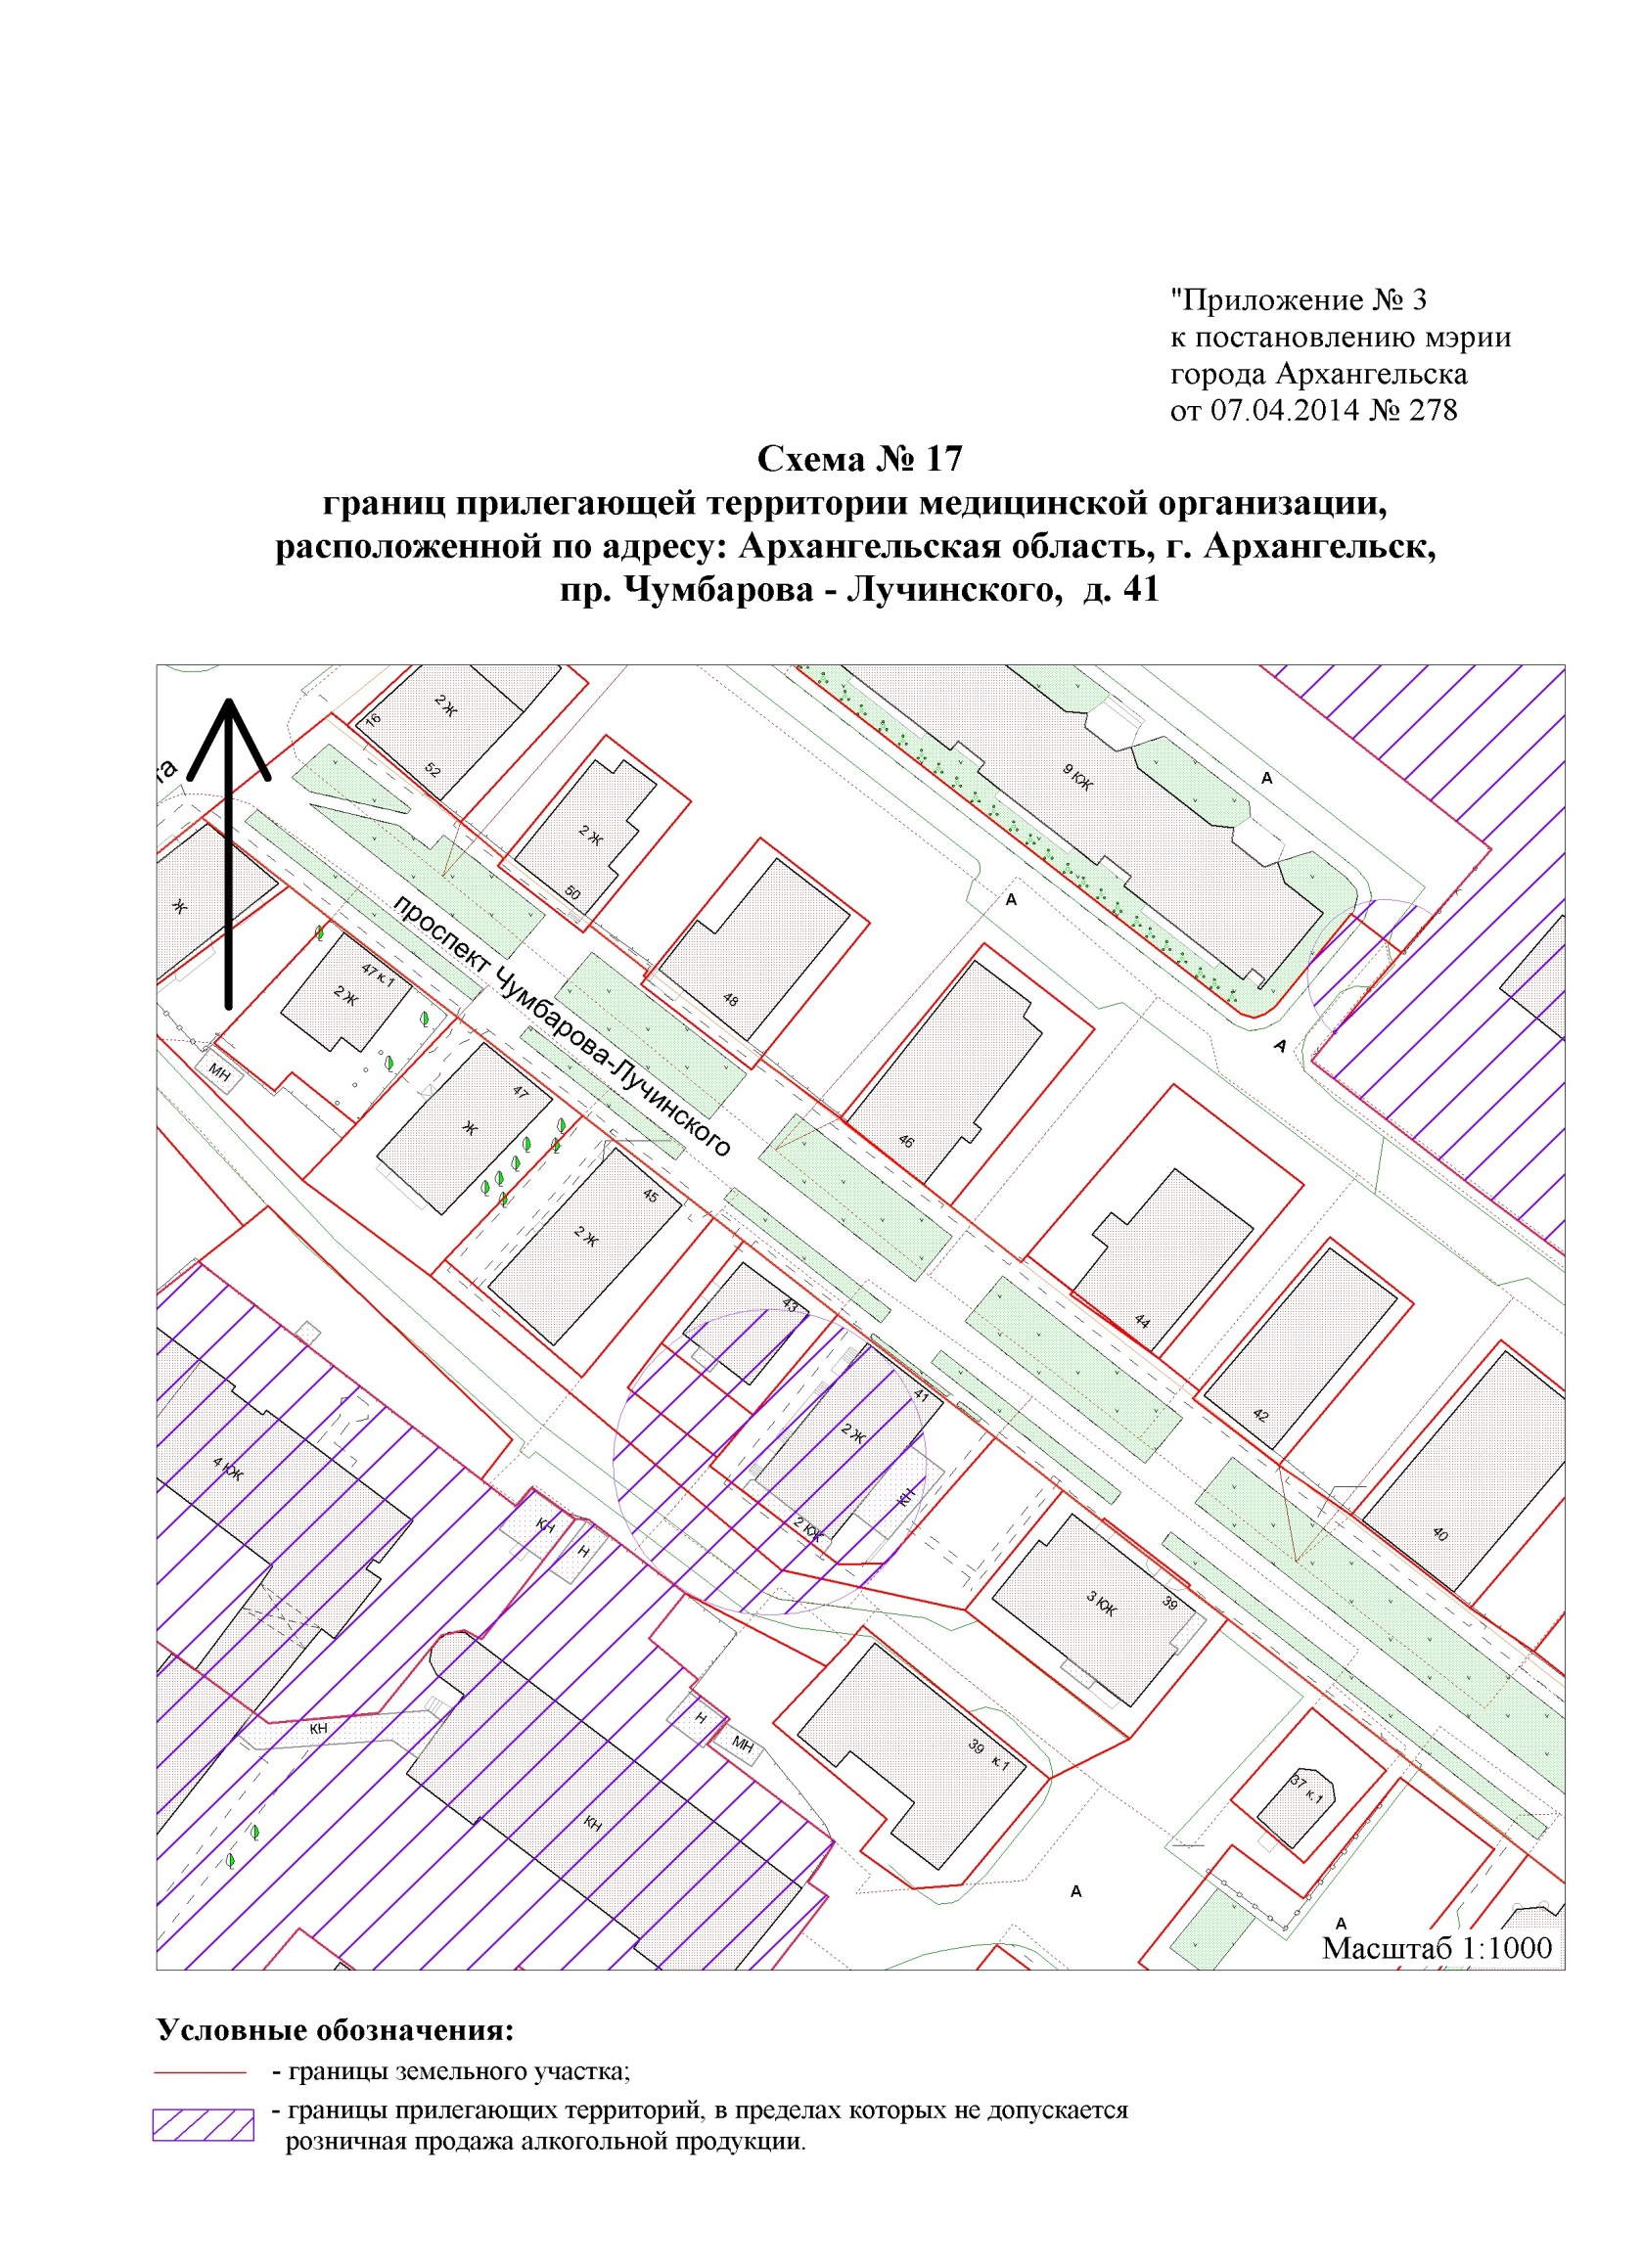 "Приложение № 3
к постановлению мэрии
города Архангельска
от 07.04.2014 № 278
Схема № 17
границ прилегающей территории медицинской организации,
расположенной по адресу: Архангельская область, г. Архангельск,
пр. Чумбарова - Лучинского, д. 41
2 Ж
16
52
га
9 КЖ
А
2 Ж
50
А
Ж
проспект Чумбарова-Лучинского
47 к.1
2 Ж
48
А
МН
47
Ж
46
45
2 Ж
43
44
41
2 Ж
42
4 КЖ
КН
2 КЖ
КН
Н
40
3 КЖ
39
Н
МН
КН
39 к.1
37 к.1
КН
А
А
Масштаб 1:1000
Условные обозначения:
- границы земельного участка;
- границы прилегающих территорий, в пределах которых не допускается
розничная продажа алкогольной продукции.